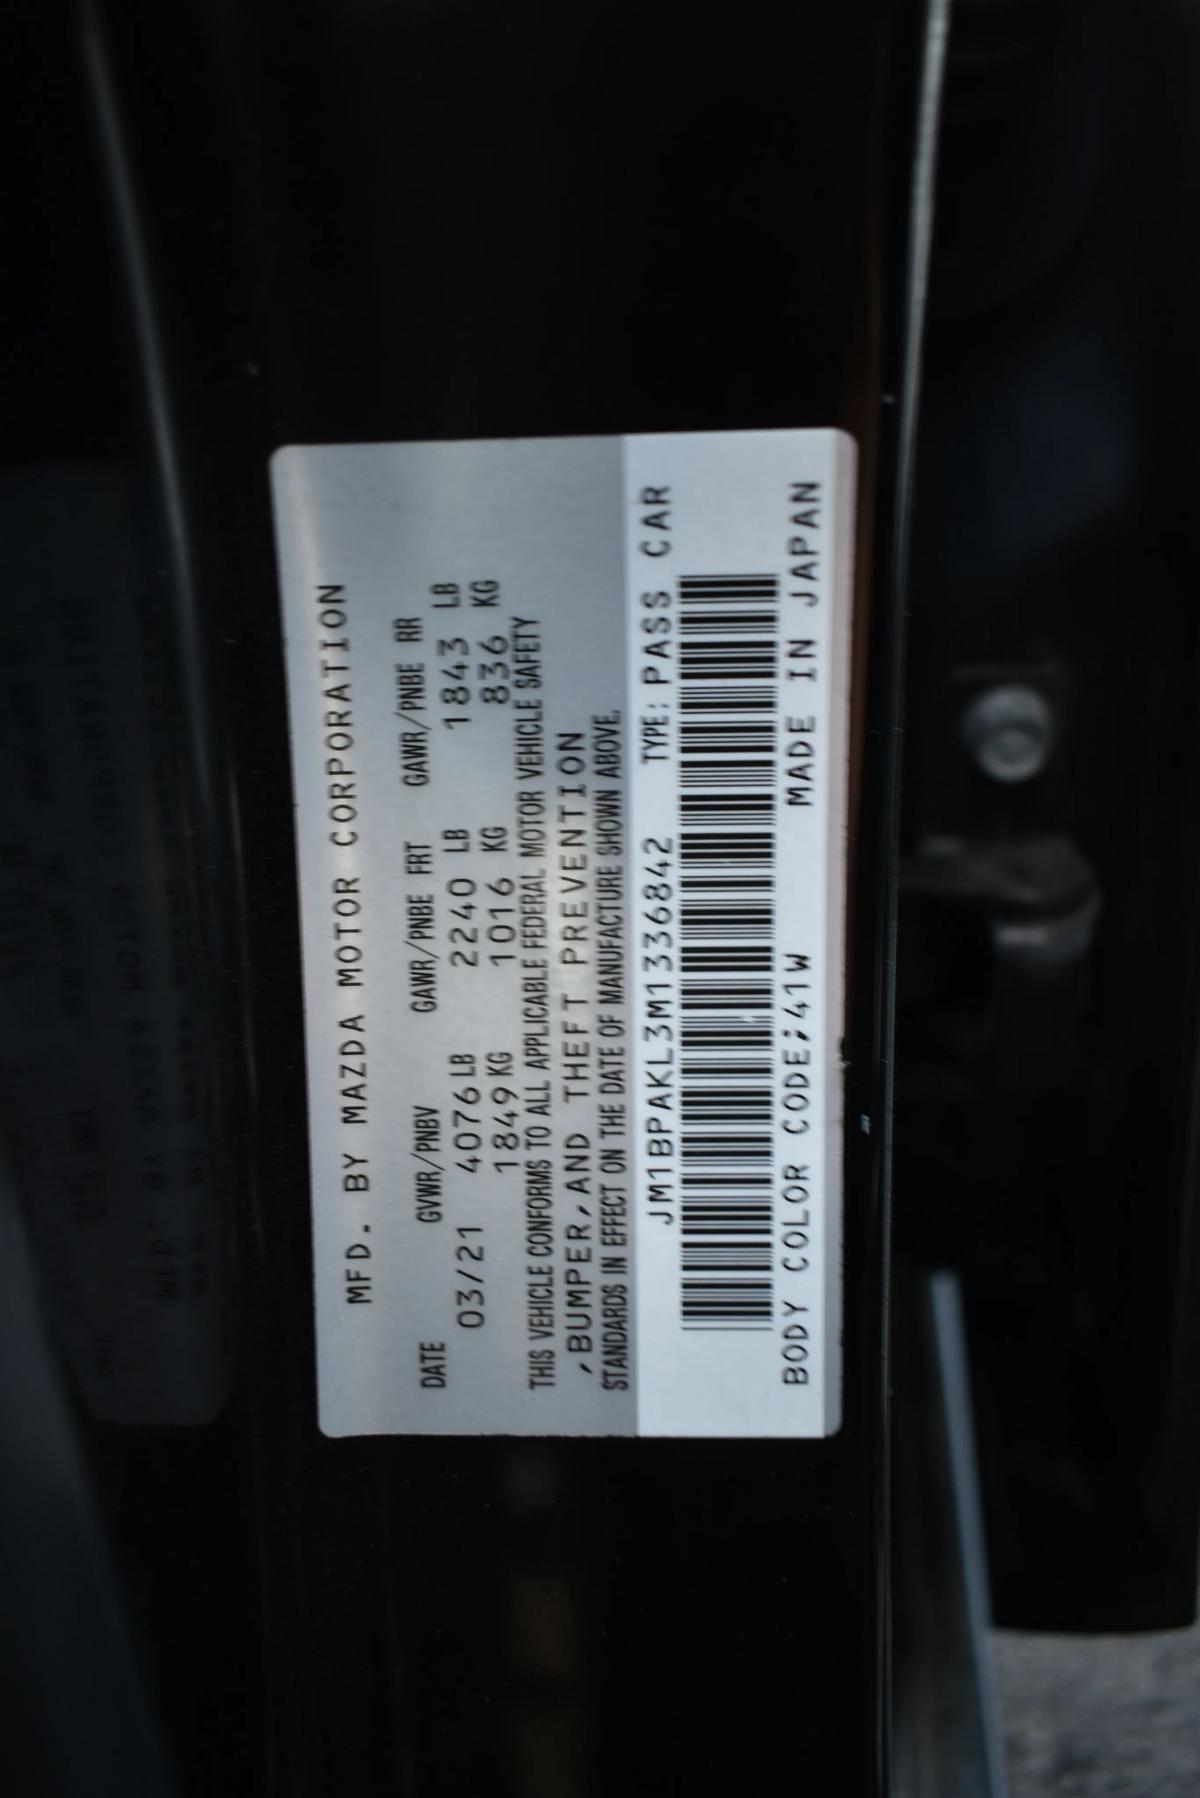 MFD. BY MAZDA MOTOR CORPORATION
DATE GVWR/PNBV GAWR/PNBE FRT GAWR/PNBE RR
03/21 4076 LB 2240 LB 1843 LB
1849 KG 1016 KG 836 KG
THIS VEHICLE CONFORMS TO ALL APPLICABLE FEDERAL MOTOR VEHICLE SAFETY
,BUMPER,AND THEFT PREVENTION
STANDARDS IN EFFECT ON THE DATE OF MANUFACTURE SHOWN ABOVE.
JM1BPAKL3M1336842 TYPE: PASS CAR
BODY COLOR CODE;41W MADE IN JAPAN